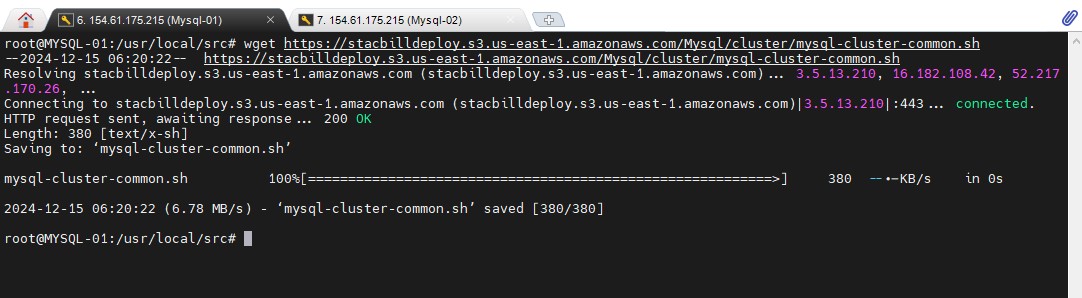 6. 154.61.175.215 (Mysql-01)
7. 154.61.175.215 (Mysql-02)
root@MYSQL-01:/usr/local/src# wget https://stacbilldeploy.s3.us-east-1.amazonaws.com/Mysql/cluster/mysql-cluster-common.sh
--2024-12-15 06:20:22-- https://stacbilldeploy.s3.us-east-1.amazonaws.com/Mysql/cluster/mysql-cluster-common.sh
Resolving stacbilldeploy.s3.us-east-1.amazonaws.com (stacbilldeploy.s3.us-east-1.amazonaws.com)... 3.5.13.210, 16.182.108.42, 52.217
.170.26, ...
Connecting to stacbilldeploy.s3.us-east-1.amazonaws.com (stacbilldeploy.s3.us-east-1.amazonaws.com)|3.5.13.210|:443... connected.
HTTP request sent, awaiting response... 200 OK
Length: 380 [text/x-sh]
Saving to: ‘mysql-cluster-common.sh’
mysql-cluster-common.sh 100%[==========================================================>] 380 --•-KB/s in 0s
2024-12-15 06:20:22 (6.78 MB/s) - ‘mysql-cluster-common.sh’ saved [380/380]
root@MYSQL-01:/usr/local/src#